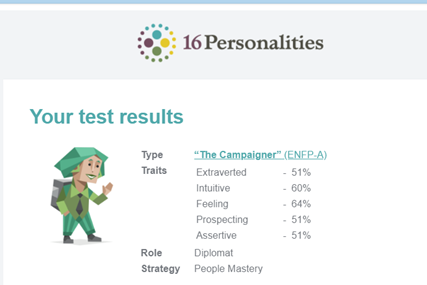 16Personalities
Your test results
Type “The Campaigner” (ENFP-A)
Traits Extraverted - 51%
Intuitive - 60%
Feeling - 64%
Prospecting - 51%
Assertive - 51%
Role Diplomat
Strategy People Mastery